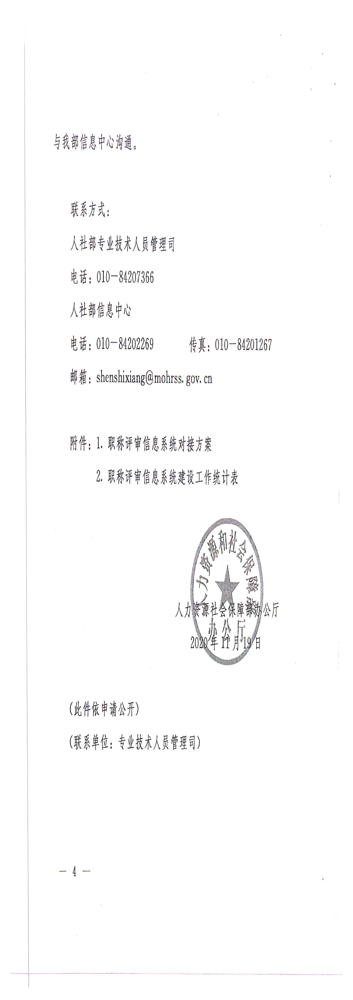 与我部信息中心沟通。
联系方式：
人社部专业技术人员管理司
电话：010—84207366
人社部信息中心
电话：010—84202269 传真：010—84201267
邮箱：shenshixiang@mohrss.gov.cn
附件：1. 职称评审信息系统对接方案
2. 职称评审信息系统建设工作统计表
人力资源和社会保障部
人力资源社会保障部办公厅
办公厅
2020年11月19日
(此件依申请公开)
(联系单位：专业技术人员管理司)
— 4 —